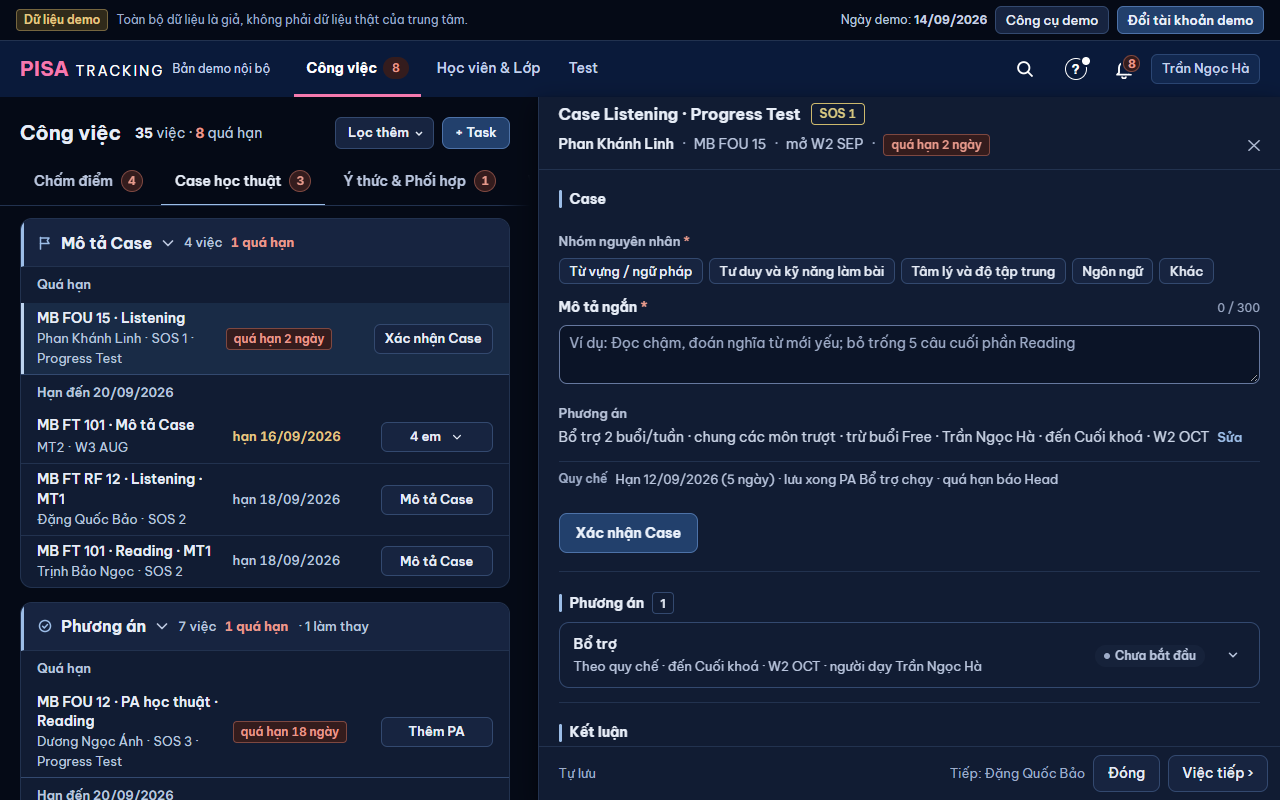 Dữ liệu demo Toàn bộ dữ liệu là giả, không phải dữ liệu thật của trung tâm. Ngày demo: 14/09/2026 Công cụ demo Đổi tài khoản demo
PISA TRACKING Bản demo nội bộ Công việc 8 Học viên & Lớp Test ? 8 Trần Ngọc Hà
Công việc 35 việc · 8 quá hạn Lọc thêm + Task
Chấm điểm 4 Case học thuật 3 Ý thức & Phối hợp 1
Mô tả Case 4 việc 1 quá hạn
Quá hạn
MB FOU 15 · Listening
Phan Khánh Linh · SOS 1 ·
Progress Test
quá hạn 2 ngày
Xác nhận Case
Hạn đến 20/09/2026
MB FT 101 · Mô tả Case
MT2 · W3 AUG
hạn 16/09/2026
4 em
MB FT RF 12 · Listening ·
MT1
Đặng Quốc Bảo · SOS 2
hạn 18/09/2026
Mô tả Case
MB FT 101 · Reading · MT1
Trịnh Bảo Ngọc · SOS 2
hạn 18/09/2026
Mô tả Case
Phương án 7 việc 1 quá hạn · 1 làm thay
Quá hạn
MB FOU 12 · PA học thuật ·
Reading
Dương Ngọc Ánh · SOS 3 ·
Progress Test
quá hạn 18 ngày
Thêm PA
Hạn đến 20/09/2026
Case Listening · Progress Test SOS 1
Phan Khánh Linh · MB FOU 15 · mở W2 SEP · quá hạn 2 ngày
Case
Nhóm nguyên nhân *
Từ vựng / ngữ pháp Tư duy và kỹ năng làm bài Tâm lý và độ tập trung Ngôn ngữ Khác
Mô tả ngắn * 0 / 300
Ví dụ: Đọc chậm, đoán nghĩa từ mới yếu; bỏ trống 5 câu cuối phần Reading
Phương án
Bổ trợ 2 buổi/tuần · chung các môn trượt · trừ buổi Free · Trần Ngọc Hà · đến Cuối khoá · W2 OCT Sửa
Quy chế Hạn 12/09/2026 (5 ngày) · lưu xong PA Bổ trợ chạy · quá hạn báo Head
Xác nhận Case
Phương án 1
Bổ trợ
Theo quy chế · đến Cuối khoá · W2 OCT · người dạy Trần Ngọc Hà
Chưa bắt đầu
Kết luận
Tự lưu Tiếp: Đặng Quốc Bảo Đóng Việc tiếp ›